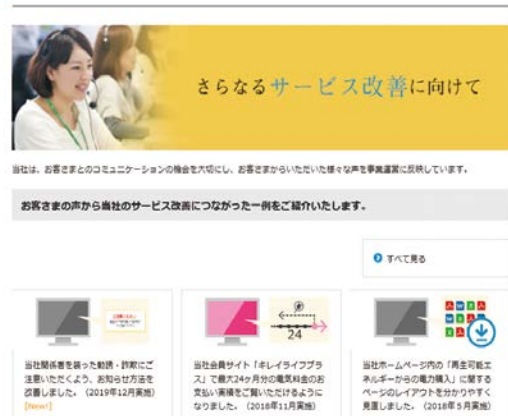 さらなるサービス改善に向けて
当社は、お客さまとのコミュニケーションの機会を大切にし、お客さまからいただいた様々な声を事業運営に反映しています。
お客さまの声から当社のサービス改善につながった一例をご紹介いたします。
すべて見る
24
当社関係者を装った勧誘・詐欺にご
注意いただくよう、お知らせ方法を
改善しました。（2019年12月実施）
[New!]
当社会員サイト「キレイライフプラ
ス」で最大24ヶ月分の電気料金のお
支払い実績をご覧いただけるように
なりました。（2018年11月実施）
当社ホームページ内の「再生可能エ
ネルギーからの電力購入」に関する
ページのレイアウトを分かりやすく
見直しました。（2018年5月実施）